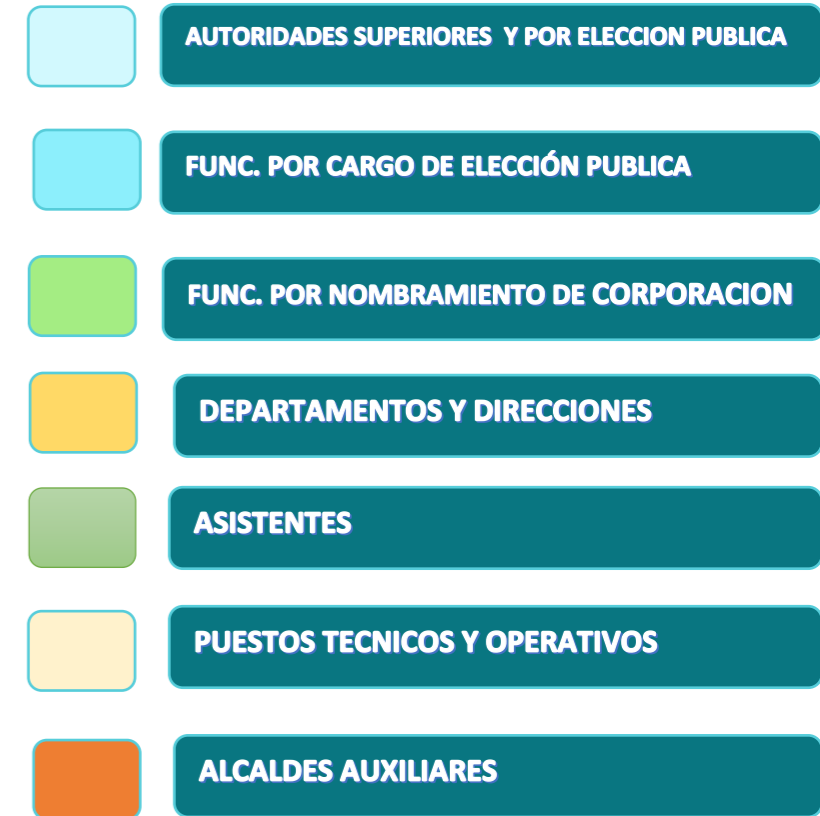 AUTORIDADES SUPERIORES Y POR ELECCION PUBLICA
FUNC. POR CARGO DE ELECCIÓN PUBLICA
FUNC. POR NOMBRAMIENTO DE CORPORACION
DEPARTAMENTOS Y DIRECCIONES
ASISTENTES
PUESTOS TECNICOS Y OPERATIVOS
ALCALDES AUXILIARES